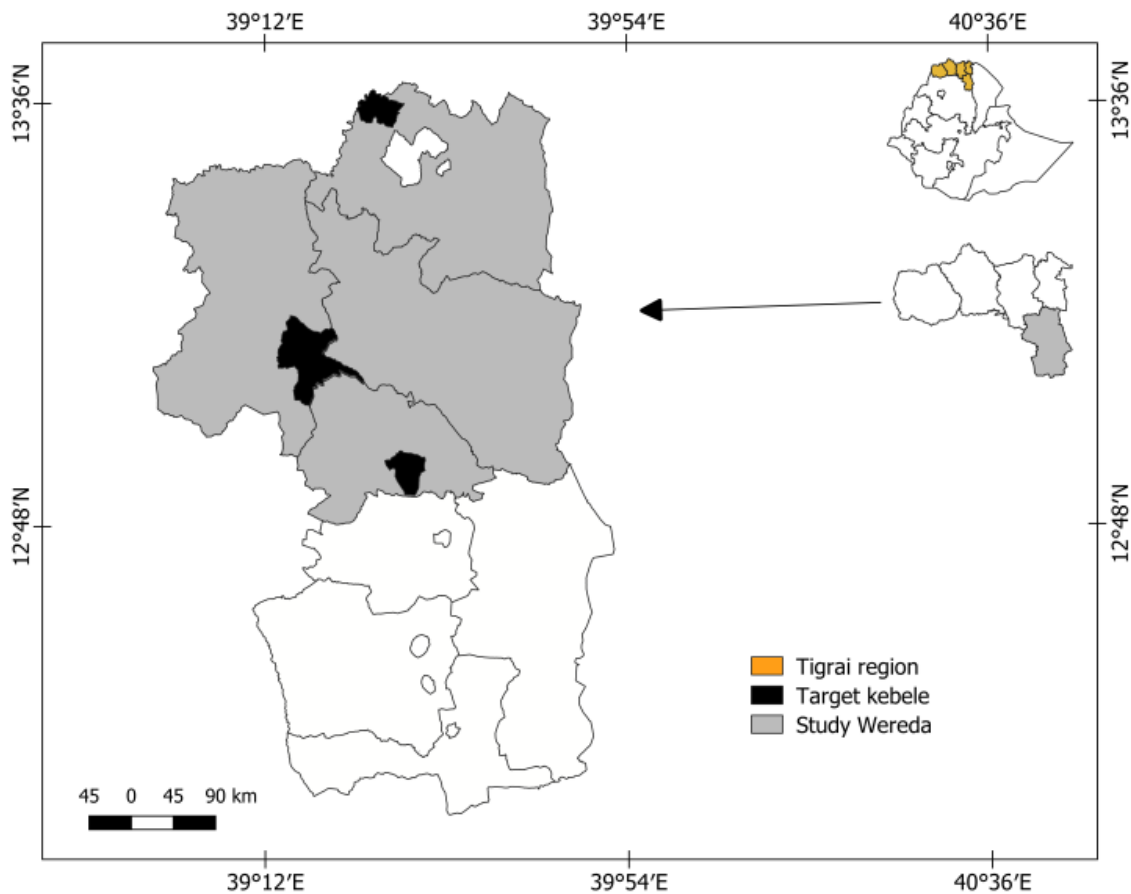 39°12′E 39°54′E 40°36′E
13°36′N 13°36′N
12°48′N 12°48′N
Tigrai region
Target kebele
Study Wereda
45 0 45 90 km
39°12′E 39°54′E 40°36′E